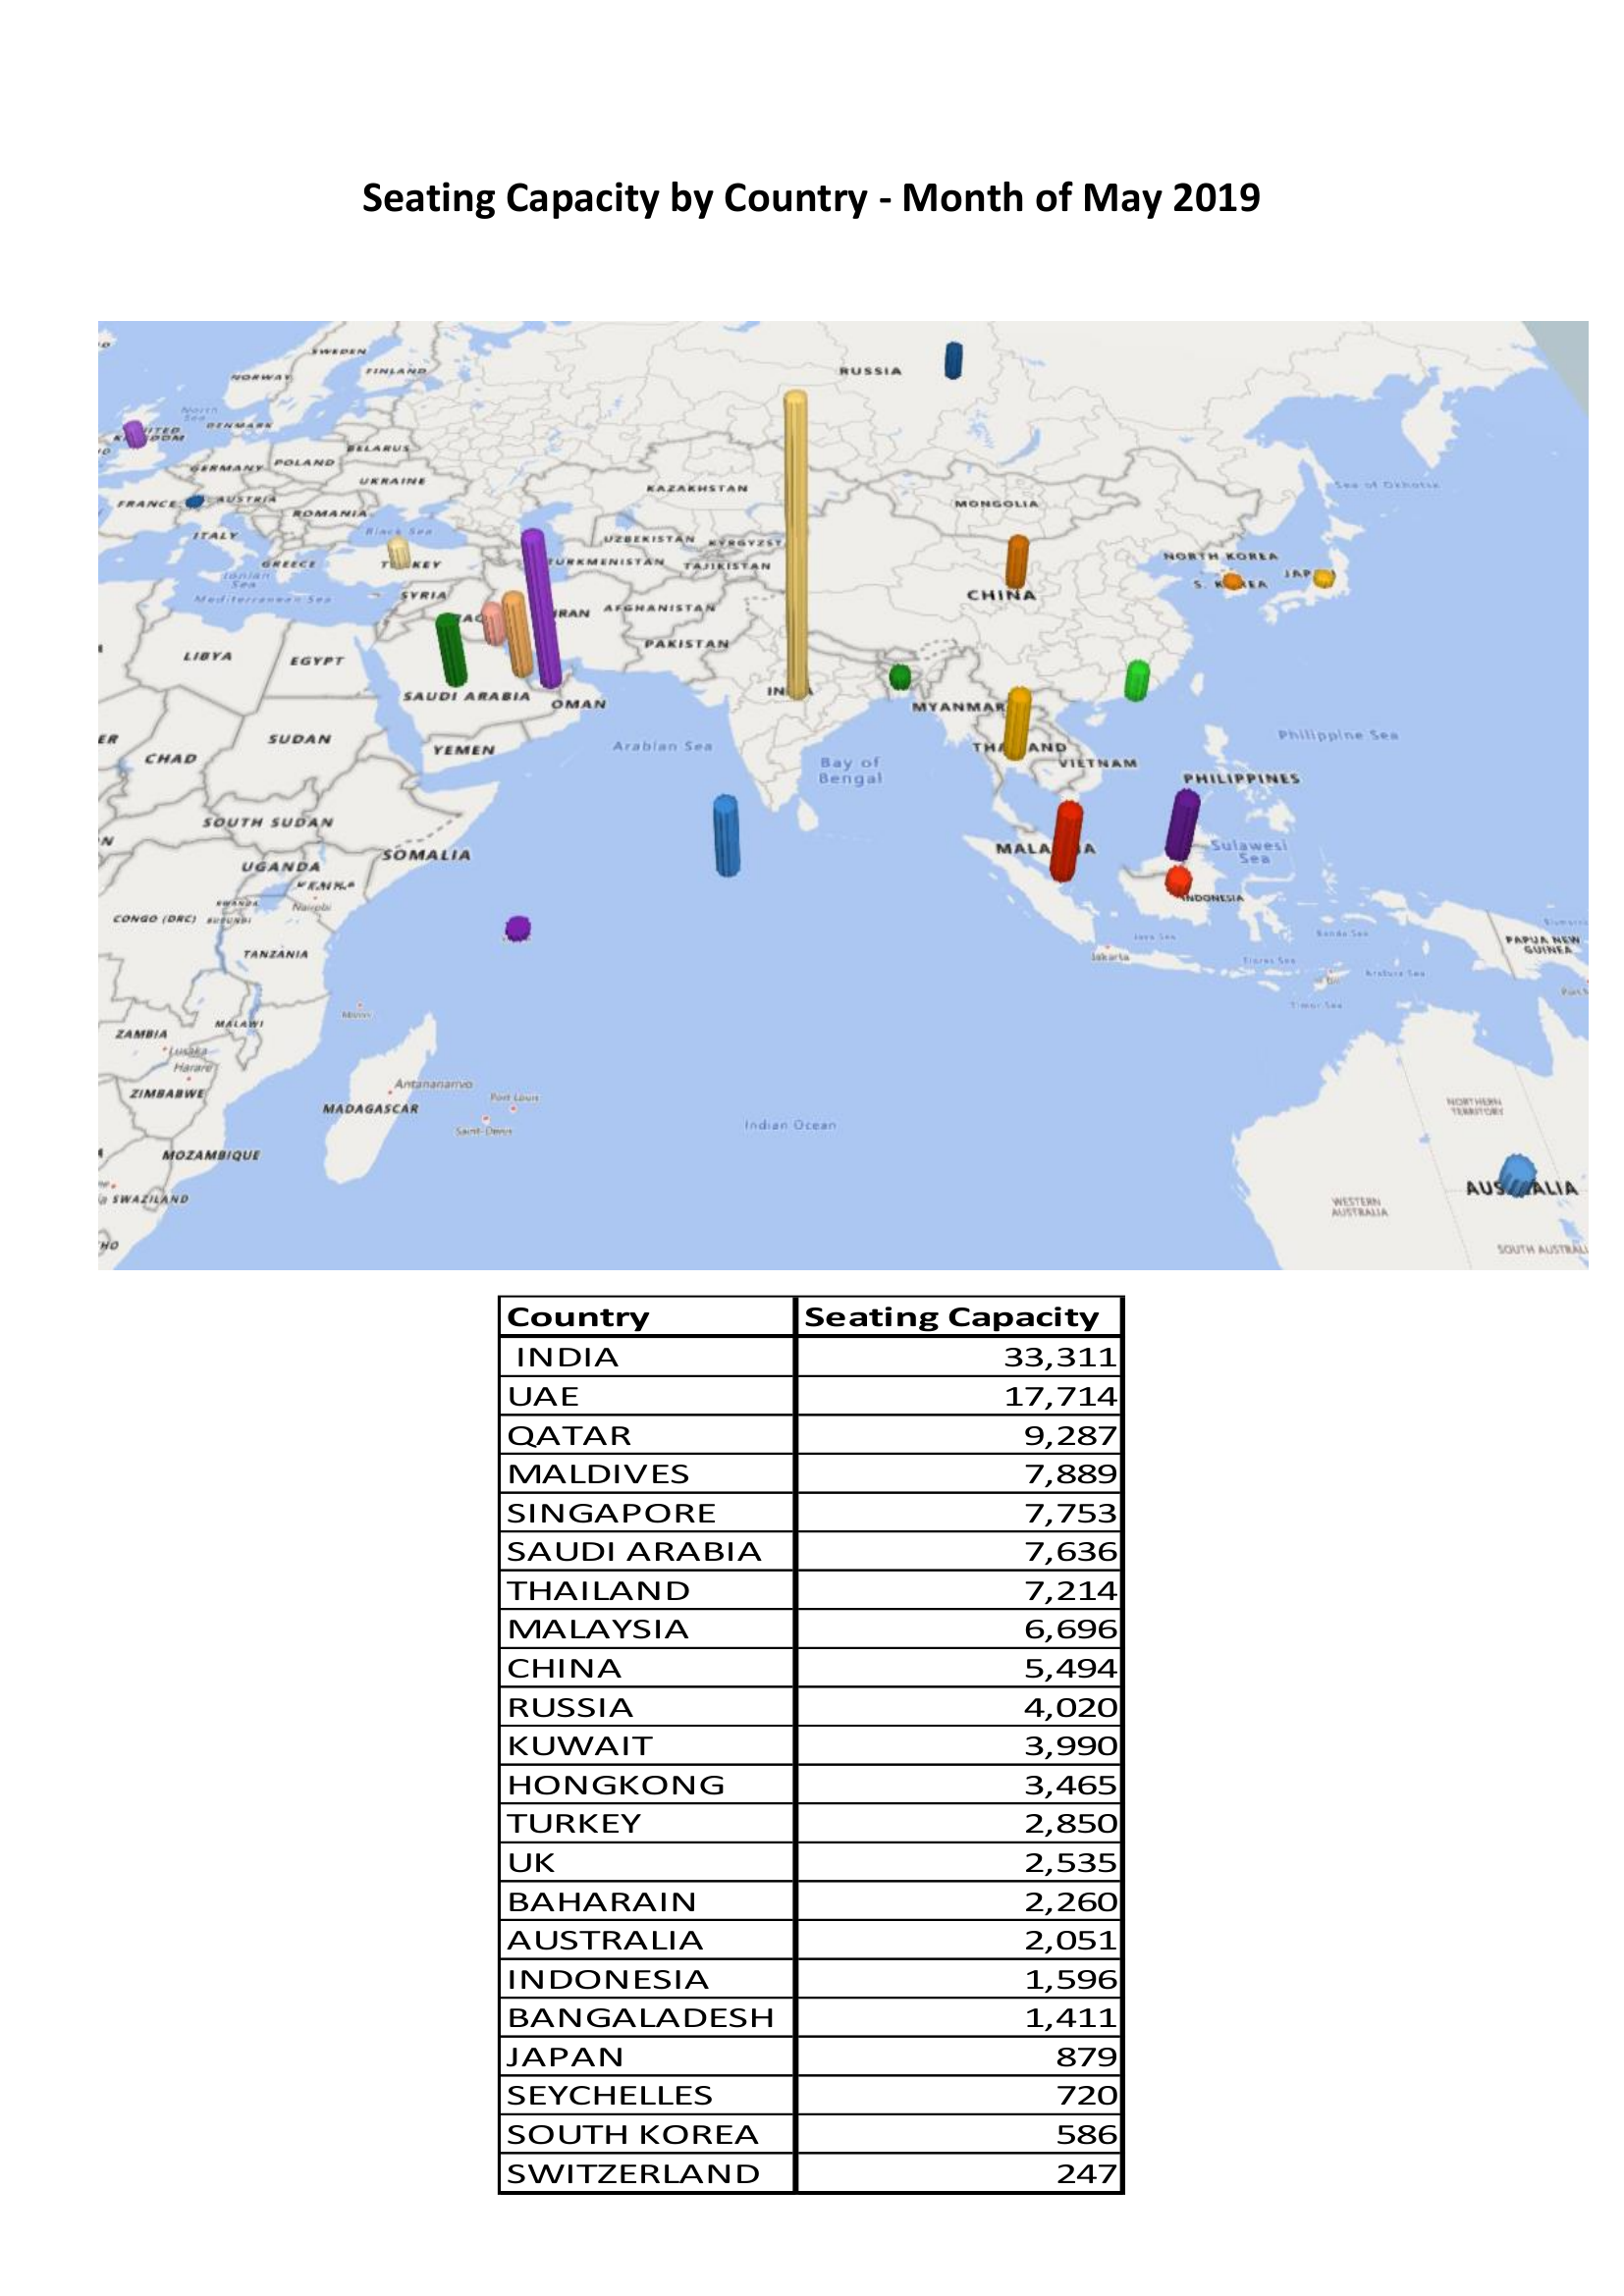 Seating Capacity by Country - Month of May 2019
SWEDEN
RUSSIA
NORWAY
FINLAND
North Sea
DENMARK
UNITED KINGDOM
BELARUS
GERMANY
POLAND
UKRAINE
KAZAKHSTAN
Sea of Okhotsk
FRANCE
AUSTRIA
MONGOLIA
ROMANIA
ITALY
Black Sea
UZBEKISTAN
KYRGYZST
NORTH KOREA
GREECE
TURKEY
TURKMENISTAN
TAJIKISTAN
Ionian Sea
S. KOREA
JAP
Mediterranean Sea
SYRIA
CHINA
IRAN
AFGHANISTAN
PAKISTAN
LIBYA
EGYPT
SAUDI ARABIA
INDIA
OMAN
MYANMAR
ER
SUDAN
Philippine Sea
CHAD
YEMEN
Arabian Sea
THAILAND
Bay of Bengal
VIETNAM
PHILIPPINES
SOUTH SUDAN
SOMALIA
MALAYSIA
Sulawesi Sea
UGANDA
KENYA
RWANDA
Nairobi
INDONESIA
CONGO (DRC)
BURUNDI
Java Sea
Banda Sea
PAPUA NEW GUINEA
TANZANIA
Jakarta
Flores Sea
Arafura Sea
Timor Sea
ZAMBIA
MALAWI
Lusaka
Harare
ZIMBABWE
Antananarivo
MADAGASCAR
Port Louis
Saint-Denis
Indian Ocean
NORTHERN TERRITORY
MOZAMBIQUE
SWAZILAND
AUSTRALIA
WESTERN AUSTRALIA
HO
SOUTH AUSTRALI
Country Seating Capacity
INDIA 33,311
UAE 17,714
QATAR 9,287
MALDIVES 7,889
SINGAPORE 7,753
SAUDI ARABIA 7,636
THAILAND 7,214
MALAYSIA 6,696
CHINA 5,494
RUSSIA 4,020
KUWAIT 3,990
HONGKONG 3,465
TURKEY 2,850
UK 2,535
BAHARAIN 2,260
AUSTRALIA 2,051
INDONESIA 1,596
BANGALADESH 1,411
JAPAN 879
SEYCHELLES 720
SOUTH KOREA 586
SWITZERLAND 247